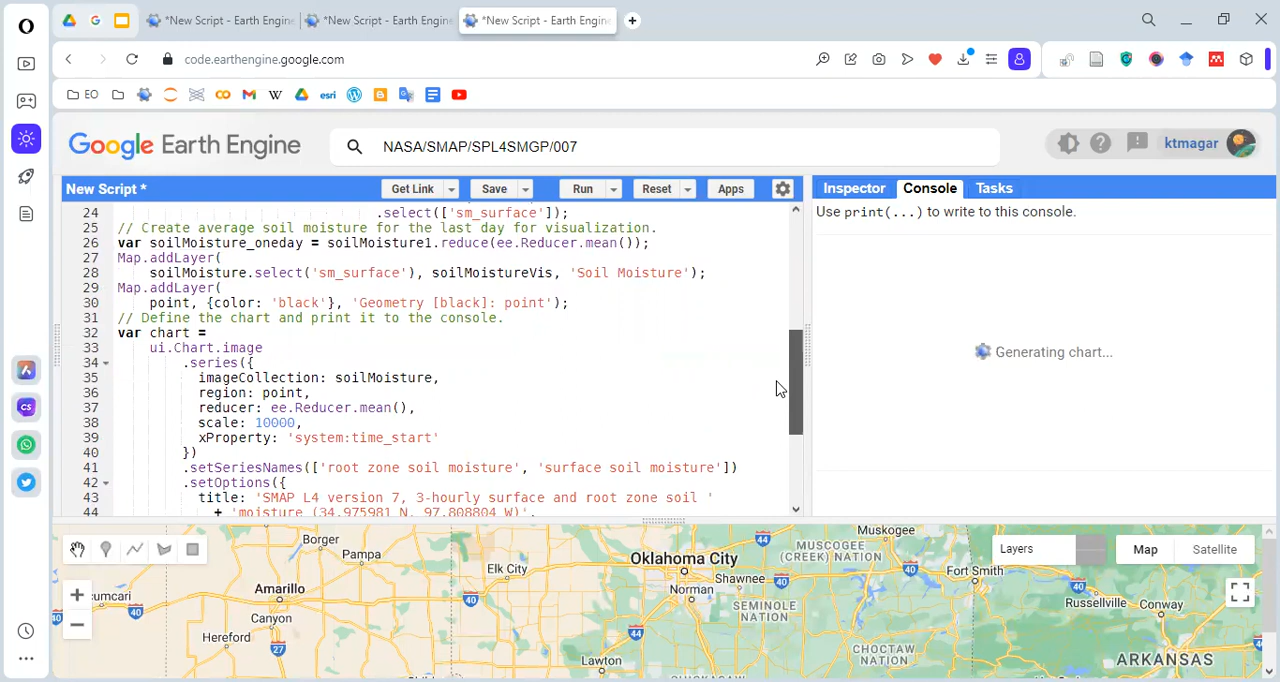 *New Script - Earth Engine
*New Script - Earth Engine
*New Script - Earth Engine
code.earthengine.google.com
EO
esri
W
Google Earth Engine
NASA/SMAP/SPL4SMGP/007
ktmagar
New Script *
Get Link
Save
Run
Reset
Apps
Inspector
Console
Tasks
Use print(...) to write to this console.
Generating chart...
24 .select(['sm_surface']);
25 // Create average soil moisture for the last day for visualization.
26 var soilMoisture_oneday = soilMoisture1.reduce(ee.Reducer.mean());
27 Map.addLayer(
28 soilMoisture.select('sm_surface'), soilMoistureVis, 'Soil Moisture');
29 Map.addLayer(
30 point, {color: 'black'}, 'Geometry [black]: point');
31 // Define the chart and print it to the console.
32 var chart =
33 ui.Chart.image
34 .series({
35 imageCollection: soilMoisture,
36 region: point,
37 reducer: ee.Reducer.mean(),
38 scale: 10000,
39 xProperty: 'system:time_start'
40 })
41 .setSeriesNames(['root zone soil moisture', 'surface soil moisture'])
42 .setOptions({
43 title: 'SMAP L4 version 7, 3-hourly surface and root zone soil '
44 + 'moisture (34.975981 N, 97.808804 W)',
Layers
Map
Satellite
Borger
Pampa
Amarillo
Canyon
Hereford
27
40
Elk City
40
Oklahoma City
44
Shawnee
40
Norman
SEMINOLE
NATION
44
Lawton
Muskogee
MUSCOGEE
(CREEK) NATION
40
Fort Smith
CHOCTAW
NATION
40
Russellville
Conway
ARKANSAS